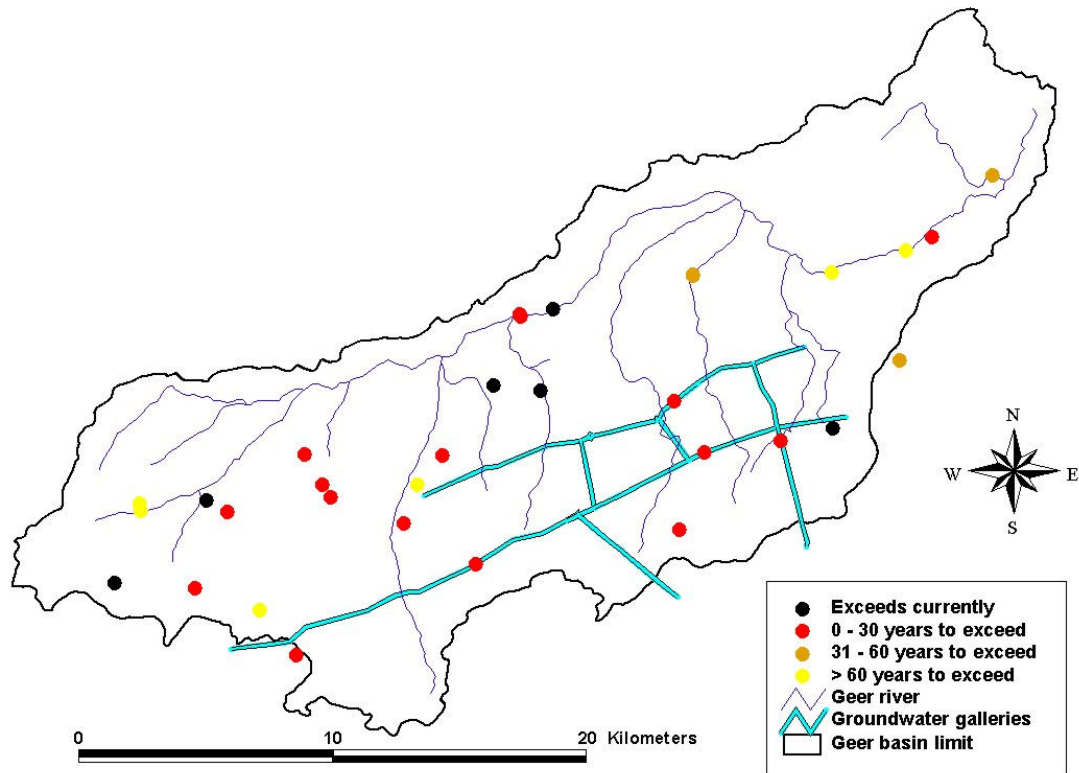 N
W E
S
Exceeds currently
0 - 30 years to exceed
31 - 60 years to exceed
> 60 years to exceed
Geer river
Groundwater galleries
Geer basin limit
0 10 20 Kilometers